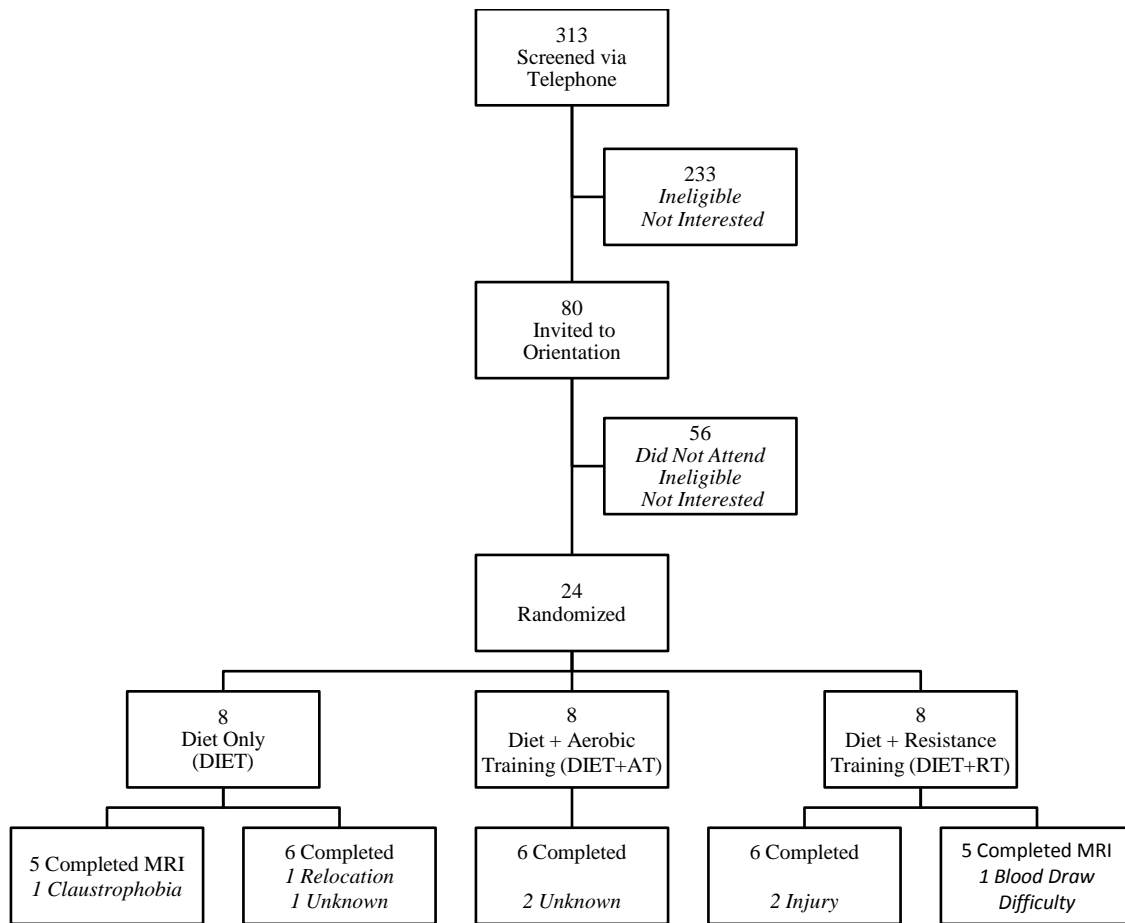 313
Screened via
Telephone
233
Ineligible
Not Interested
80
Invited to
Orientation
56
Did Not Attend
Ineligible
Not Interested
24
Randomized
8
Diet Only
(DIET)
8
Diet + Aerobic
Training (DIET+AT)
8
Diet + Resistance
Training (DIET+RT)
5 Completed MRI
1 Claustrophobia
6 Completed
1 Relocation
1 Unknown
6 Completed
2 Unknown
6 Completed
2 Injury
5 Completed MRI
1 Blood Draw
Difficulty